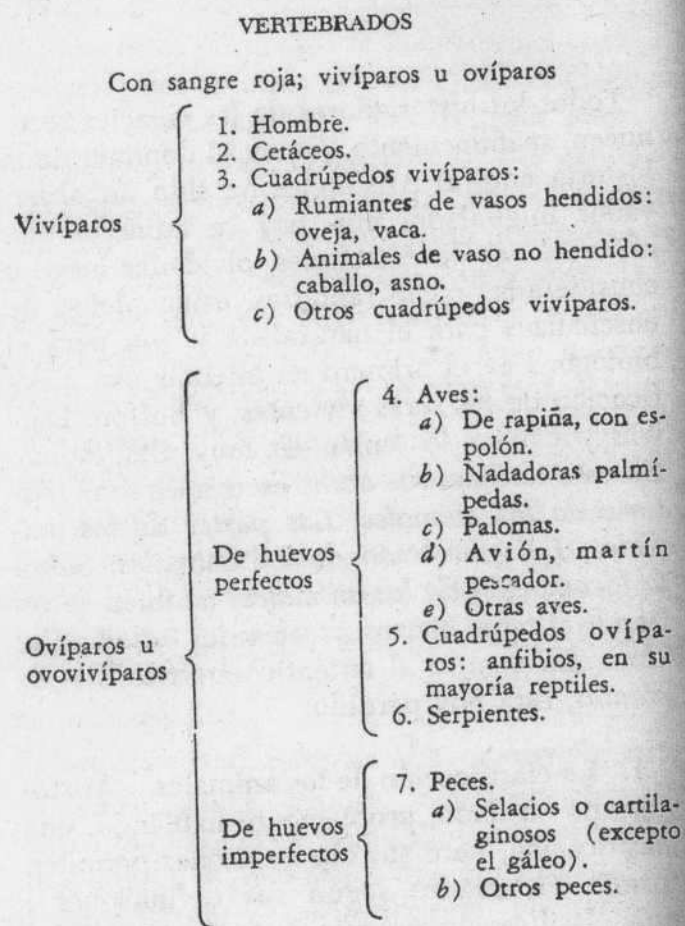 VERTEBRADOS
Con sangre roja; vivíparos u ovíparos
Vivíparos
1. Hombre.
2. Cetáceos.
3. Cuadrúpedos vivíparos:
a) Rumiantes de vasos hendidos:
oveja, vaca.
b) Animales de vaso no hendido:
caballo, asno.
c) Otros cuadrúpedos vivíparos.
Ovíparos u
ovovivíparos
De huevos
perfectos
4. Aves:
a) De rapiña, con es-
polón.
b) Nadadoras palmí-
pedas.
c) Palomas.
d) Avión, martín
pescador.
e) Otras aves.
5. Cuadrúpedos ovípa-
ros: anfibios, en su
mayoría reptiles.
6. Serpientes.
De huevos
imperfectos
7. Peces.
a) Selacios o cartila-
ginosos (excepto
el gáleo).
b) Otros peces.